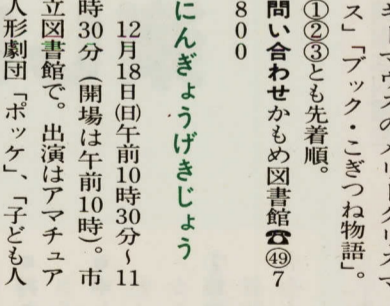 ス」「ブック・こぎつね物語」。
①②③とも先着順。
問い合わせかもめ図書館☎㊾7
800
にんぎょうげきじょう
12月18日㈰午前10時30分〜11
時30分（開場は午前10時）。市
立図書館で。出演はアマチュア
人形劇団「ポッケ」、「子ども人